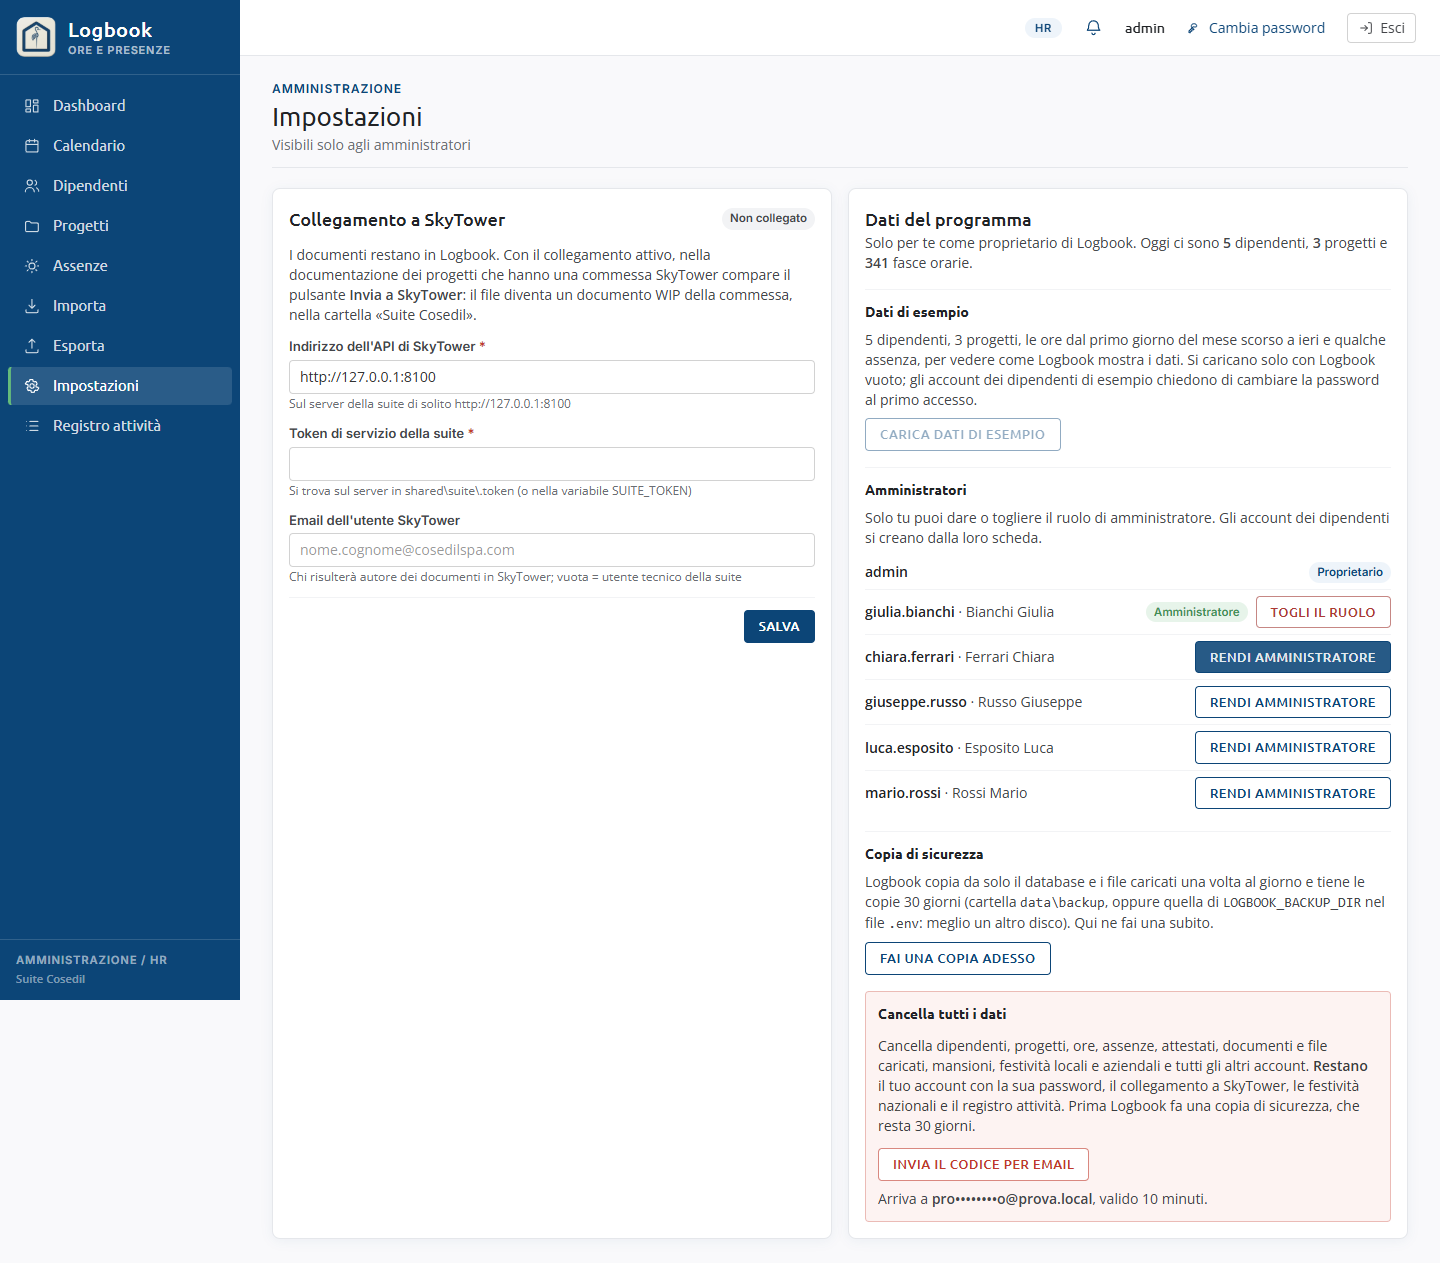 Logbook
ORE E PRESENZE
Dashboard
Calendario
Dipendenti
Progetti
Assenze
Importa
Esporta
Impostazioni
Registro attività
AMMINISTRAZIONE / HR
Suite Cosedil
HR
admin
Cambia password
Esci
AMMINISTRAZIONE
Impostazioni
Visibili solo agli amministratori
Collegamento a SkyTower
Non collegato
I documenti restano in Logbook. Con il collegamento attivo, nella
documentazione dei progetti che hanno una commessa SkyTower compare il
pulsante Invia a SkyTower: il file diventa un documento WIP della commessa,
nella cartella «Suite Cosedil».
Indirizzo dell'API di SkyTower *
http://127.0.0.1:8100
Sul server della suite di solito http://127.0.0.1:8100
Token di servizio della suite *
Si trova sul server in shared\suite\.token (o nella variabile SUITE_TOKEN)
Email dell'utente SkyTower
nome.cognome@cosedilspa.com
Chi risulterà autore dei documenti in SkyTower; vuota = utente tecnico della suite
SALVA
Dati del programma
Solo per te come proprietario di Logbook. Oggi ci sono 5 dipendenti, 3 progetti e
341 fasce orarie.
Dati di esempio
5 dipendenti, 3 progetti, le ore dal primo giorno del mese scorso a ieri e qualche
assenza, per vedere come Logbook mostra i dati. Si caricano solo con Logbook
vuoto; gli account dei dipendenti di esempio chiedono di cambiare la password
al primo accesso.
CARICA DATI DI ESEMPIO
Amministratori
Solo tu puoi dare o togliere il ruolo di amministratore. Gli account dei dipendenti
si creano dalla loro scheda.
admin
Proprietario
giulia.bianchi · Bianchi Giulia
Amministratore
TOGLI IL RUOLO
chiara.ferrari · Ferrari Chiara
RENDI AMMINISTRATORE
giuseppe.russo · Russo Giuseppe
RENDI AMMINISTRATORE
luca.esposito · Esposito Luca
RENDI AMMINISTRATORE
mario.rossi · Rossi Mario
RENDI AMMINISTRATORE
Copia di sicurezza
Logbook copia da solo il database e i file caricati una volta al giorno e tiene le
copie 30 giorni (cartella data\backup, oppure quella di LOGBOOK_BACKUP_DIR nel
file .env: meglio un altro disco). Qui ne fai una subito.
FAI UNA COPIA ADESSO
Cancella tutti i dati
Cancella dipendenti, progetti, ore, assenze, attestati, documenti e file
caricati, mansioni, festività locali e aziendali e tutti gli altri account. Restano
il tuo account con la sua password, il collegamento a SkyTower, le festività
nazionali e il registro attività. Prima Logbook fa una copia di sicurezza, che
resta 30 giorni.
INVIA IL CODICE PER EMAIL
Arriva a pro••••••••o@prova.local, valido 10 minuti.